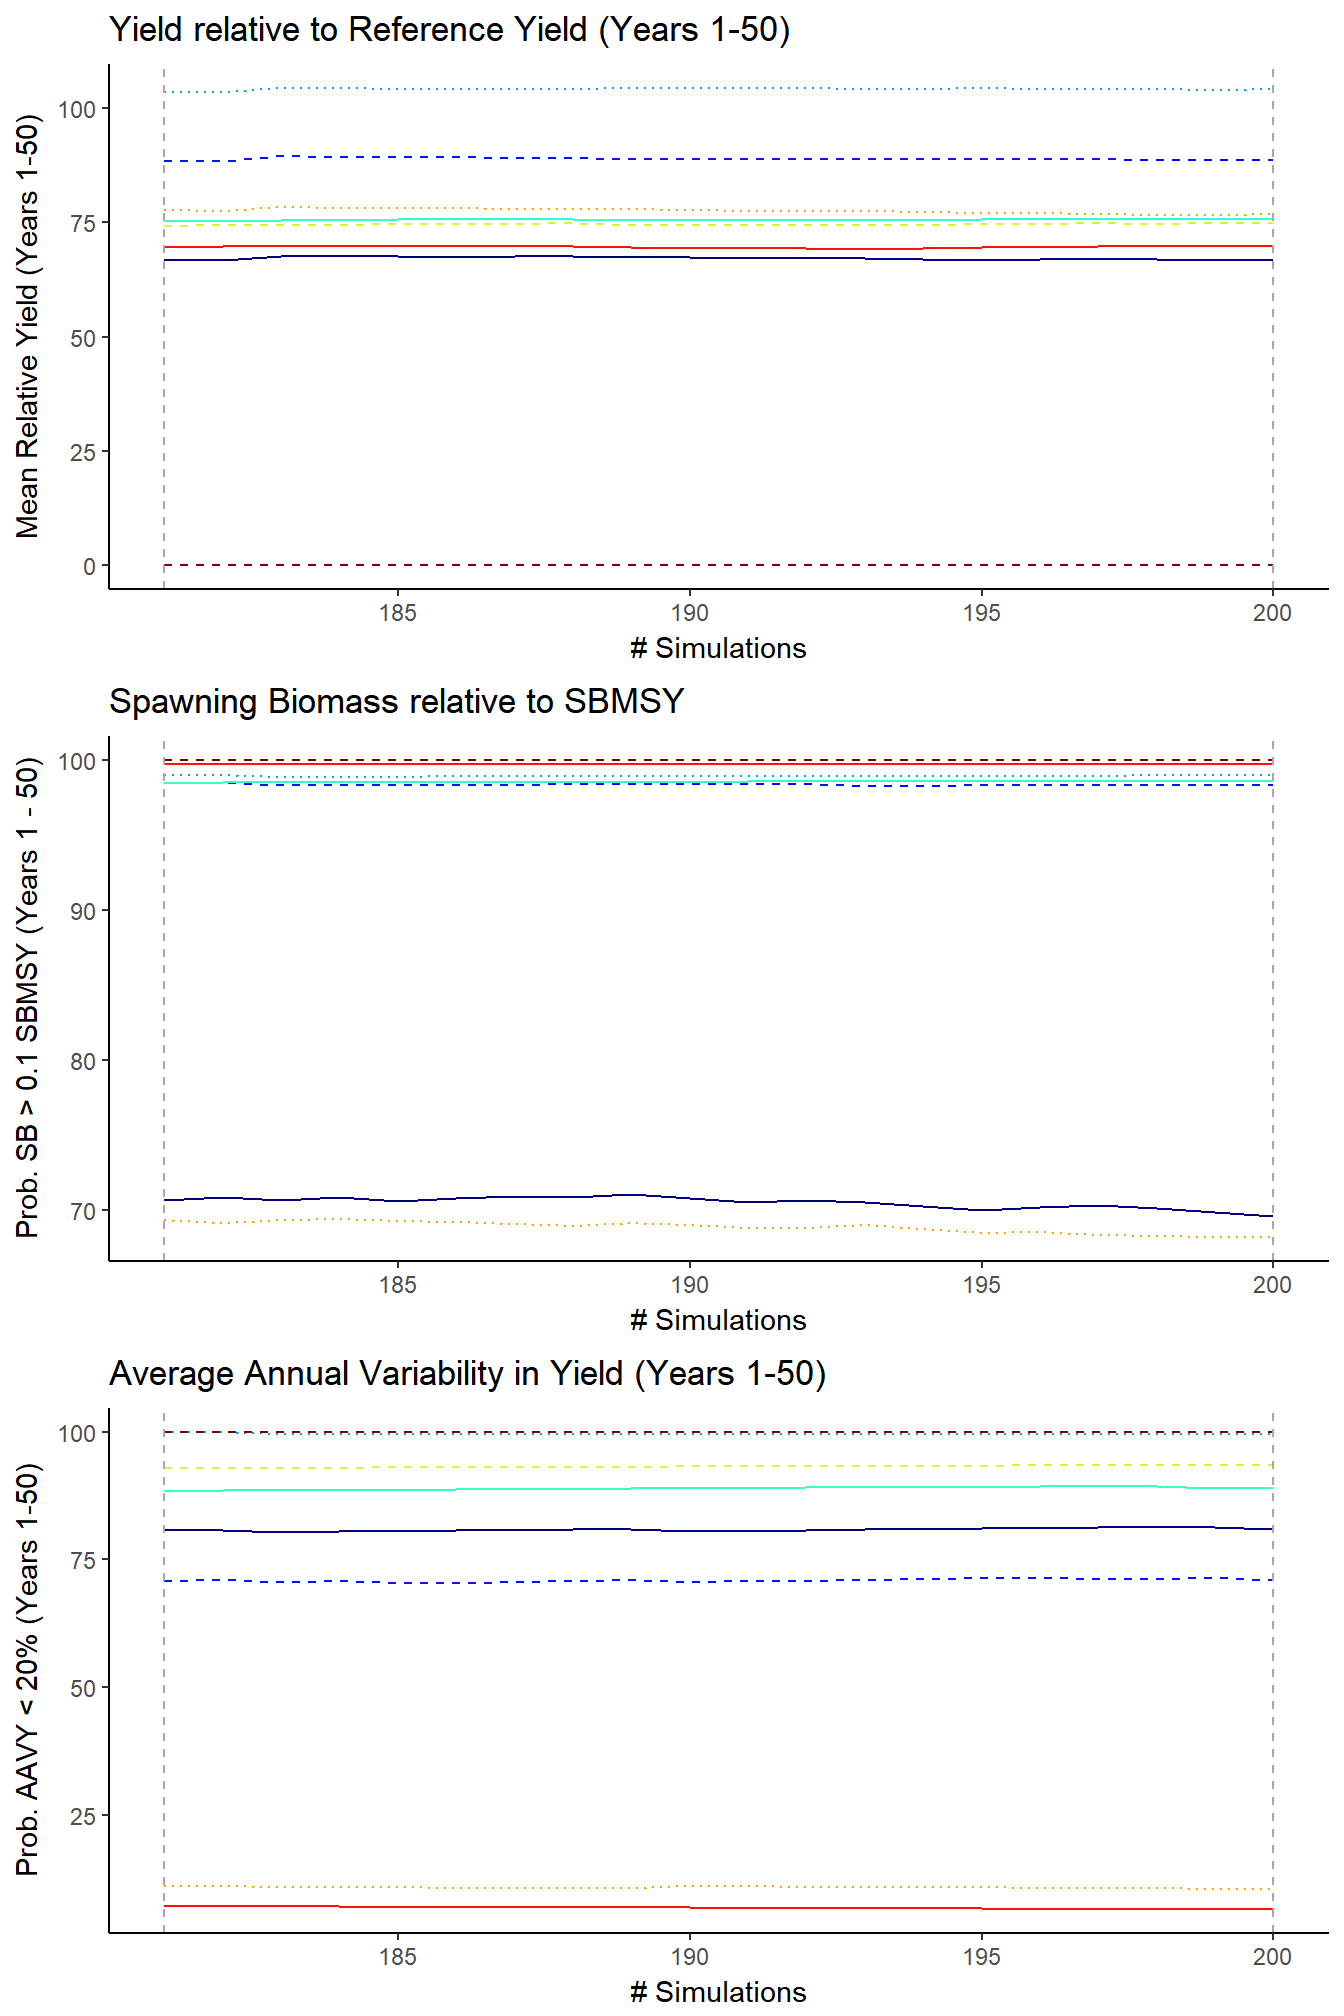 Yield relative to Reference Yield (Years 1-50)
Mean Relative Yield (Years 1-50)
100
75
50
25
0
185 190 195 200
# Simulations
Spawning Biomass relative to SBMSY
Prob. SB > 0.1 SBMSY (Years 1 - 50)
100
90
80
70
185 190 195 200
# Simulations
Average Annual Variability in Yield (Years 1-50)
Prob. AAVY < 20% (Years 1-50)
100
75
50
25
185 190 195 200
# Simulations